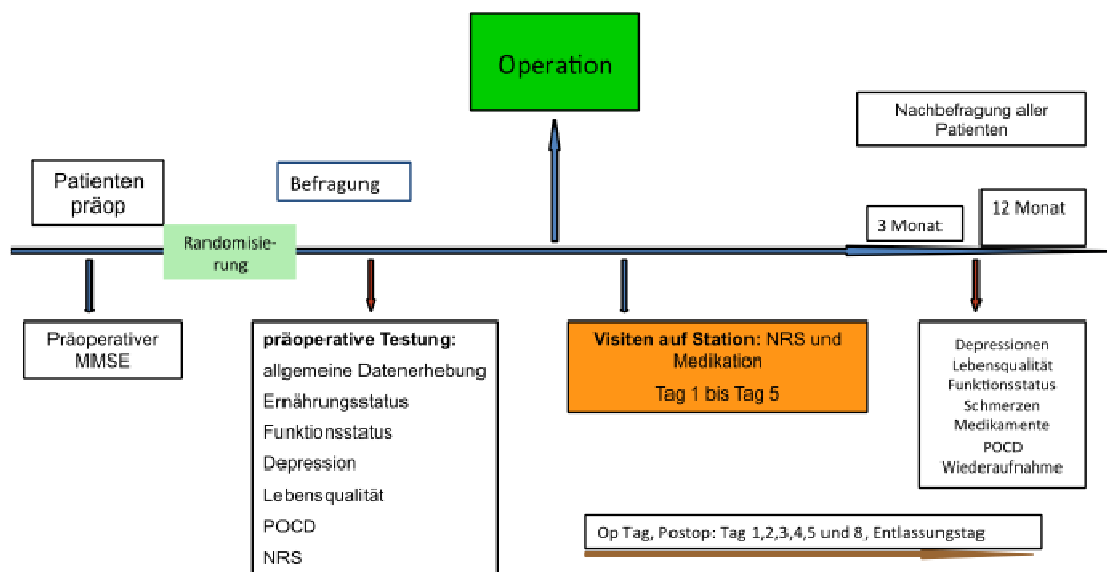 Operation
Nachbefragung aller
Patienten
Patienten
präop
Befragung
12 Monat
3 Monat
Randomisie-
rung
Präoperativer
MMSE
präoperative Testung:
allgemeine Datenerhebung
Ernährungsstatus
Funktionsstatus
Depression
Lebensqualität
POCD
NRS
Visiten auf Station: NRS und
Medikation
Tag 1 bis Tag 5
Depressionen
Lebensqualität
Funktionsstatus
Schmerzen
Medikamente
POCD
Wiederaufnahme
Op Tag, Postop: Tag 1,2,3,4,5 und 8, Entlassungstag